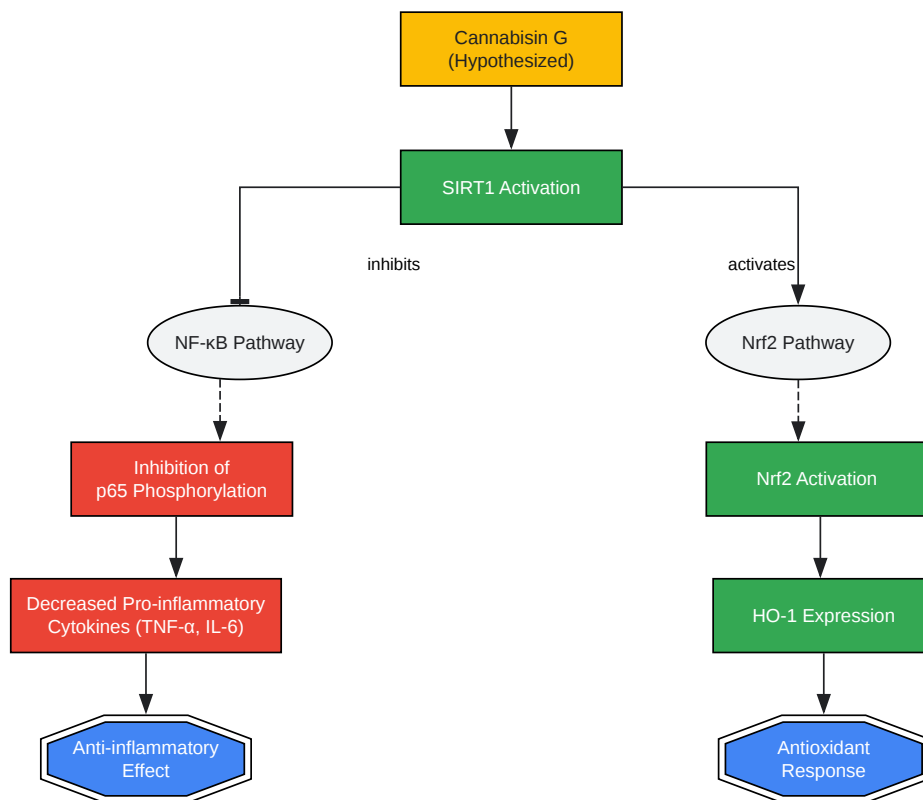 Cannabisin G
(Hypothesized)
SIRT1 Activation
inhibits
activates
NF-κB Pathway
Nrf2 Pathway
Inhibition of
p65 Phosphorylation
Nrf2 Activation
Decreased Pro-inflammatory
Cytokines (TNF-α, IL-6)
HO-1 Expression
Anti-inflammatory
Effect
Antioxidant
Response